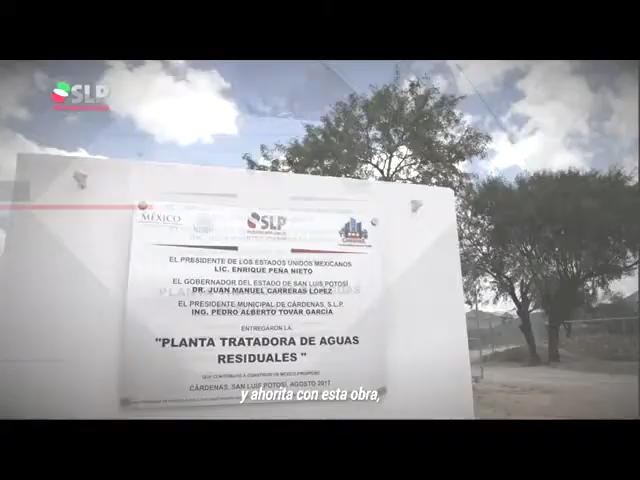 SLP
MÉXICO
SLP
EL PRESIDENTE DE LOS ESTADOS UNIDOS MEXICANOS
LIC. ENRIQUE PEÑA NIETO
EL GOBERNADOR DEL ESTADO DE SAN LUIS POTOSÍ
DR. JUAN MANUEL CARRERAS LÓPEZ
EL PRESIDENTE MUNICIPAL DE CÁRDENAS, S.L.P.
ING. PEDRO ALBERTO TOVAR GARCÍA
ENTREGARON LA:
"PLANTA TRATADORA DE AGUAS
RESIDUALES "
CÁRDENAS, SAN LUIS POTOSÍ, AGOSTO 2017
y ahorita con esta obra,